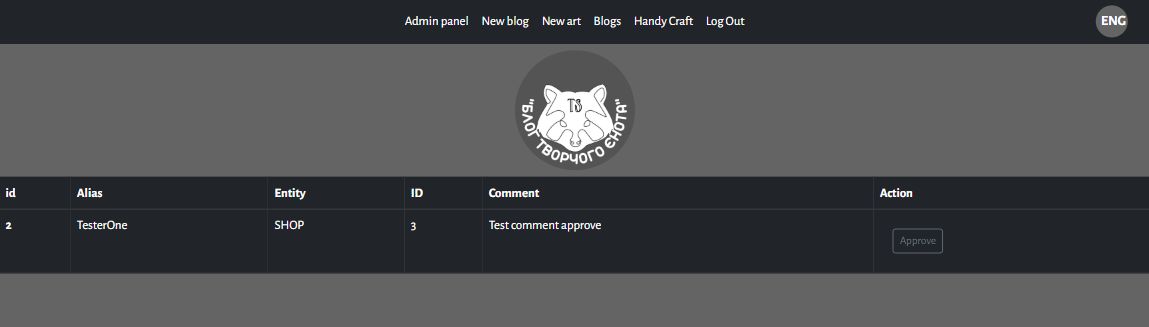 Admin panel New blog New art Blogs Handy Craft Log Out ENG
TS
"БЛОГ ТВОРЧОГО ЄНОТА"
id Alias Entity ID Comment Action
2 TesterOne SHOP 3 Test comment approve Approve